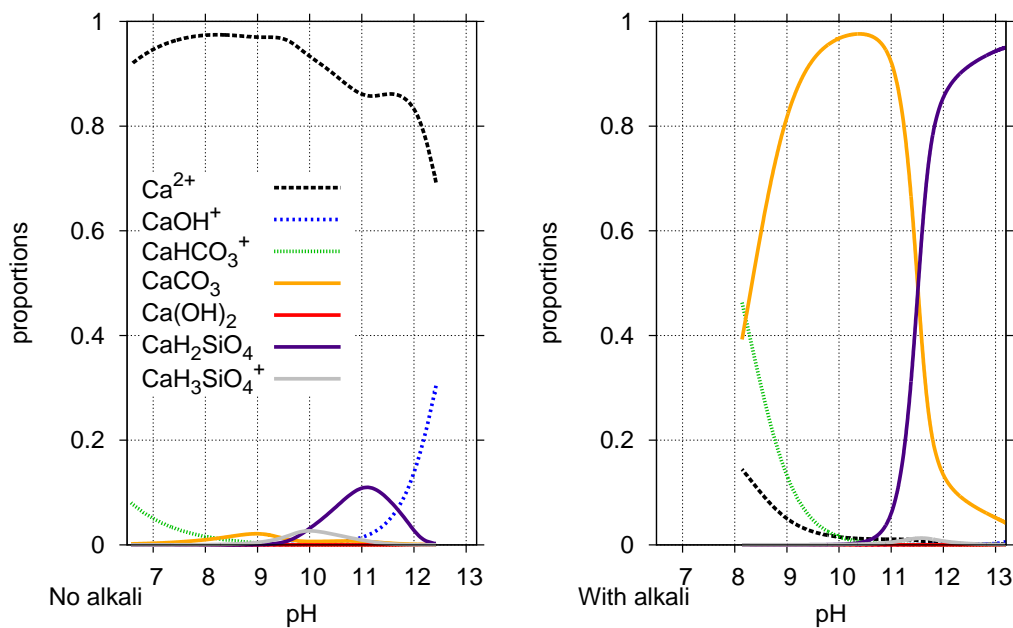 proportions
1
0.8
0.6
0.4
0.2
0
Ca²⁺
CaOH⁺
CaHCO₃⁺
CaCO₃
Ca(OH)₂
CaH₂SiO₄
CaH₃SiO₄⁺
7 8 9 10 11 12 13
No alkali
pH
proportions
1
0.8
0.6
0.4
0.2
0
7 8 9 10 11 12 13
With alkali
pH